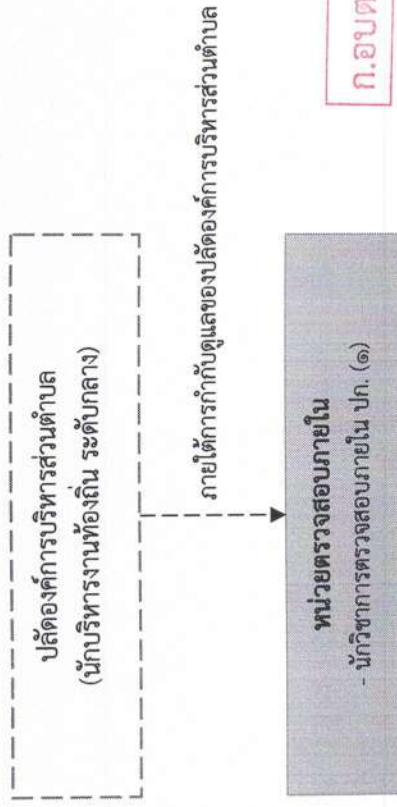 ปลัดองค์การบริหารส่วนตำบล
(นักบริหารงานท้องถิ่น ระดับกลาง)
ภายใต้การกำกับดูแลของปลัดองค์การบริหารส่วนตำบล
หน่วยตรวจสอบภายใน
- นักวิชาการตรวจสอบภายใน ปก. (๑)
ก.อบต